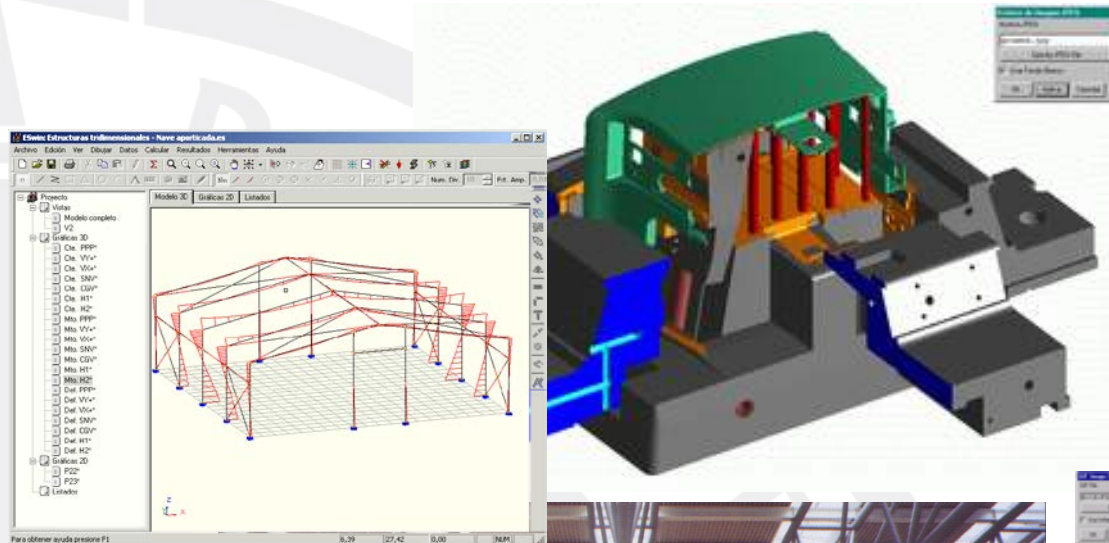 ESwin: Estructuras tridimensionales - Nave aporticada.es
Archivo Edición Ver Dibujar Datos Calcular Resultados Herramientas Ayuda
Num. Div.
Fct. Amp.
Proyecto
Vistas
Modelo completo
V2
Gráficas 3D
Cte. PPP*
Cte. VY+*
Cte. VX+*
Cte. SNV*
Cte. CGV*
Cte. H1*
Cte. H2*
Mto. PPP*
Mto. VY+*
Mto. VX+*
Mto. SNV*
Mto. CGV*
Mto. H1*
Mto. H2*
Def. PPP*
Def. VY+*
Def. VX+*
Def. SNV*
Def. CGV*
Def. H1*
Def. H2*
Gráficas 2D
P22*
P23*
Listados
Modelo 3D Gráficas 2D Listados
Z
X
Para obtener ayuda presione F1
6,39 27,42 0,00 NUM